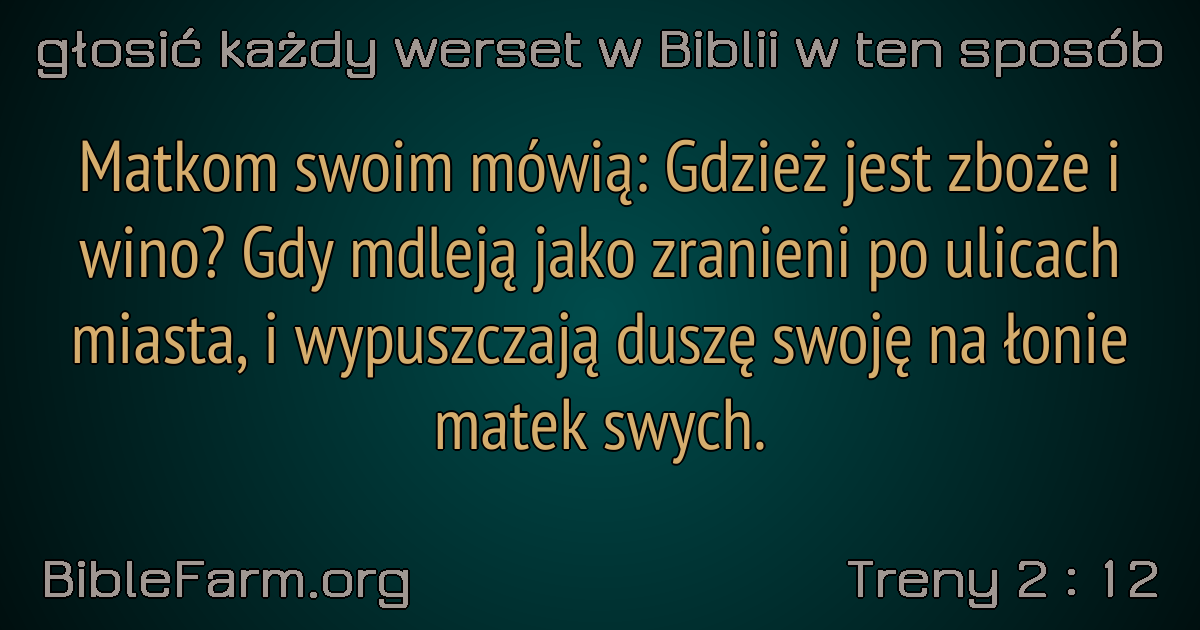 głosić każdy werset w Biblii w ten sposób
Matkom swoim mówią: Gdzież jest zboże i
wino? Gdy mdleją jako zranieni po ulicach
miasta, i wypuszczają duszę swoję na łonie
matek swych.
BibleFarm.org
Treny 2 : 12